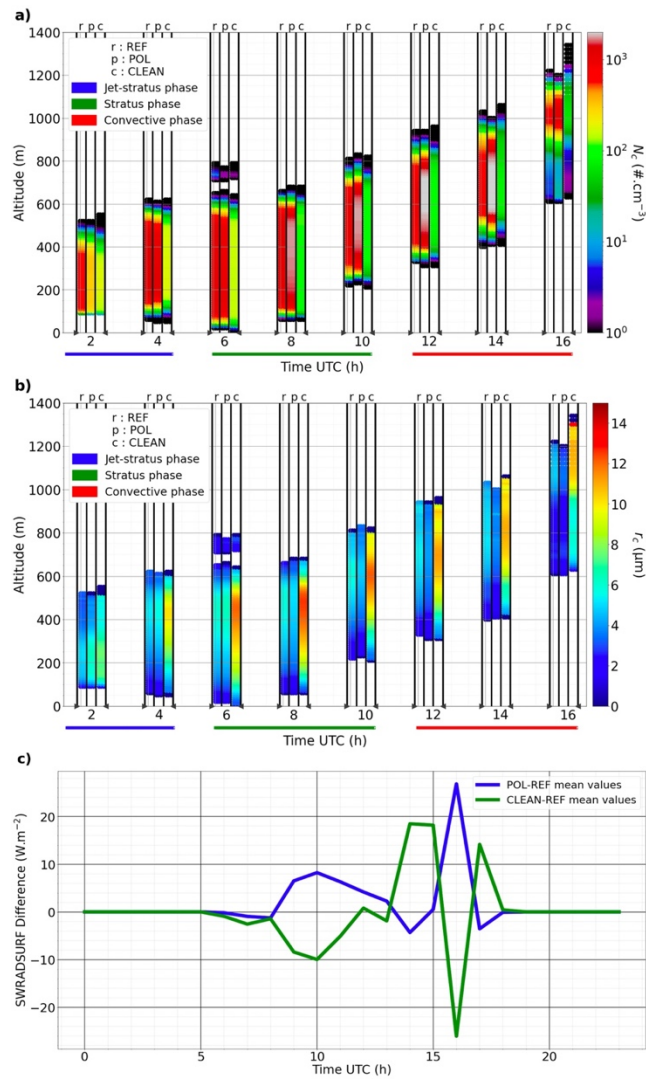 a)
r p c r p c r p c r p c r p c r p c r p c r p c
1400
1200
1000
800
600
400
200
0
Altitude (m)
r : REF
p : POL
c : CLEAN
Jet-stratus phase
Stratus phase
Convective phase
2 4 6 8 10 12 14 16
Time UTC (h)
10³
10²
10¹
10⁰
N_c (#.cm⁻³)
b)
r p c r p c r p c r p c r p c r p c r p c r p c
1400
1200
1000
800
600
400
200
0
Altitude (m)
r : REF
p : POL
c : CLEAN
Jet-stratus phase
Stratus phase
Convective phase
2 4 6 8 10 12 14 16
Time UTC (h)
14
12
10
8
6
4
2
0
r_c (µm)
c)
POL-REF mean values
CLEAN-REF mean values
20
10
0
−10
−20
SWRADSURF Difference (W.m⁻²)
0 5 10 15 20
Time UTC (h)